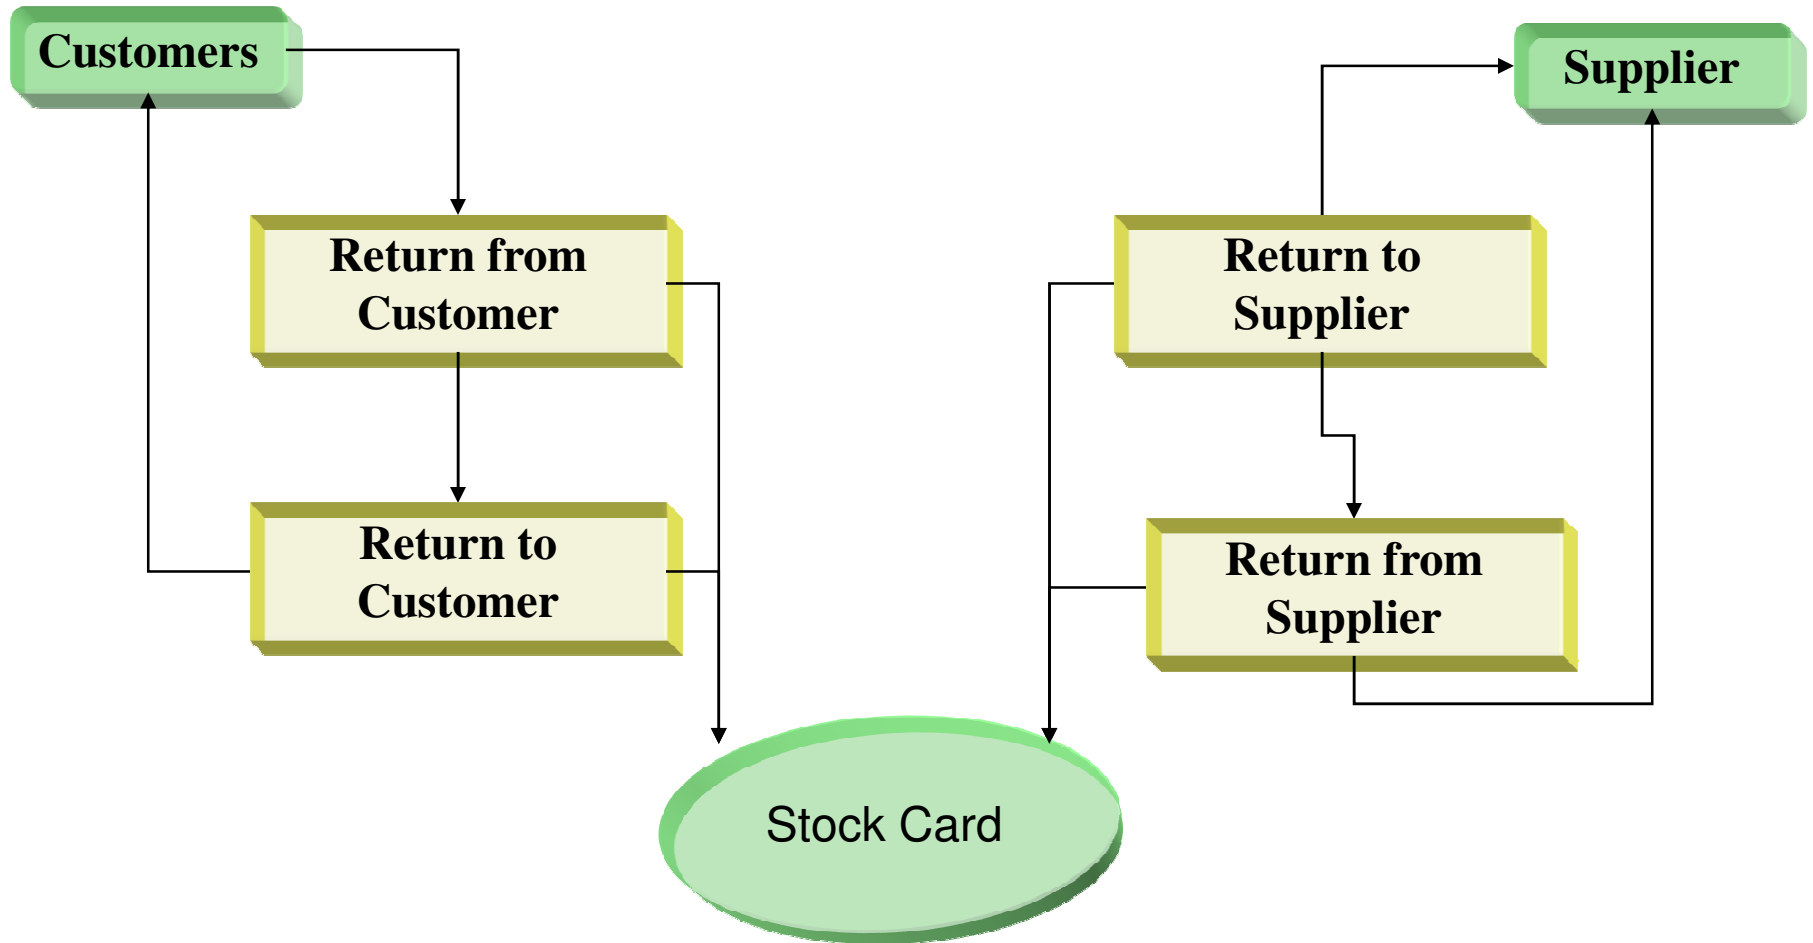 Customers
Supplier
Return from
Customer
Return to
Supplier
Return to
Customer
Return from
Supplier
Stock Card